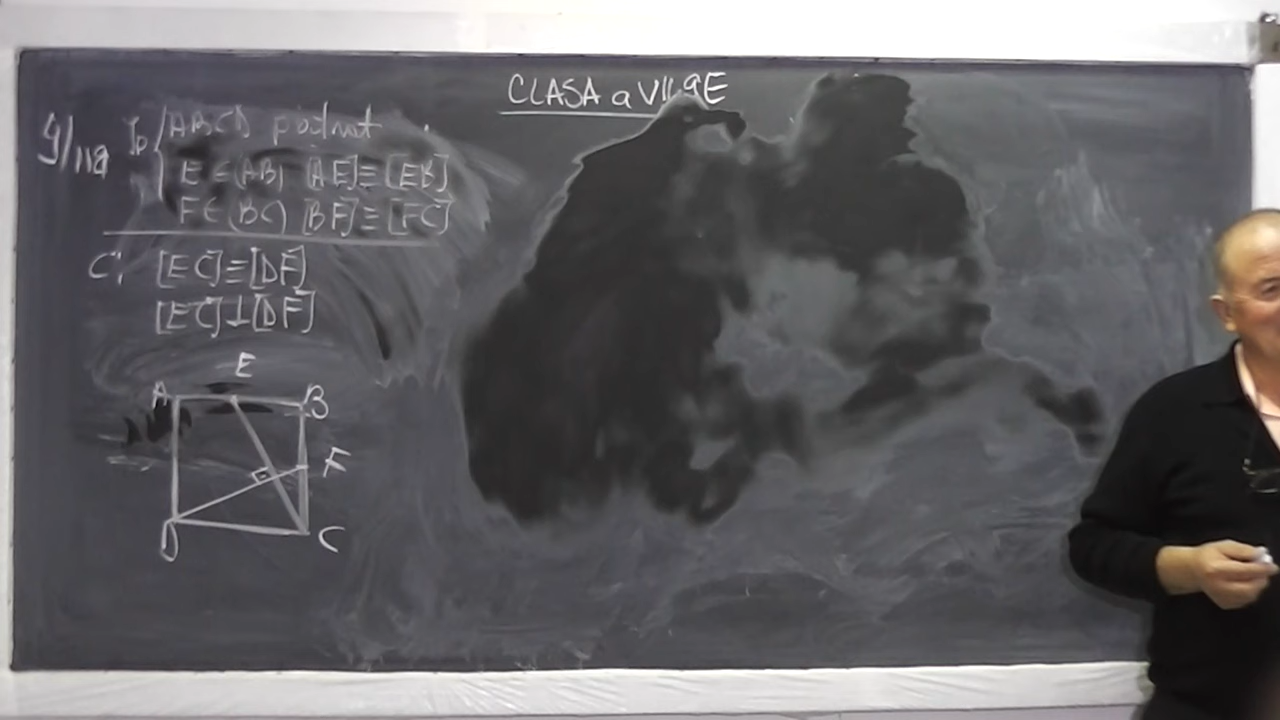 CLASA a VII-a E
9/118
Ip ABCD pătrat
E ∈ (AB) [AE] ≡ [EB]
F ∈ (BC) [BF] ≡ [FC]
C: [EC] ≡ [DF]
[EC] ⊥ [DF]
E
A B
F
D C